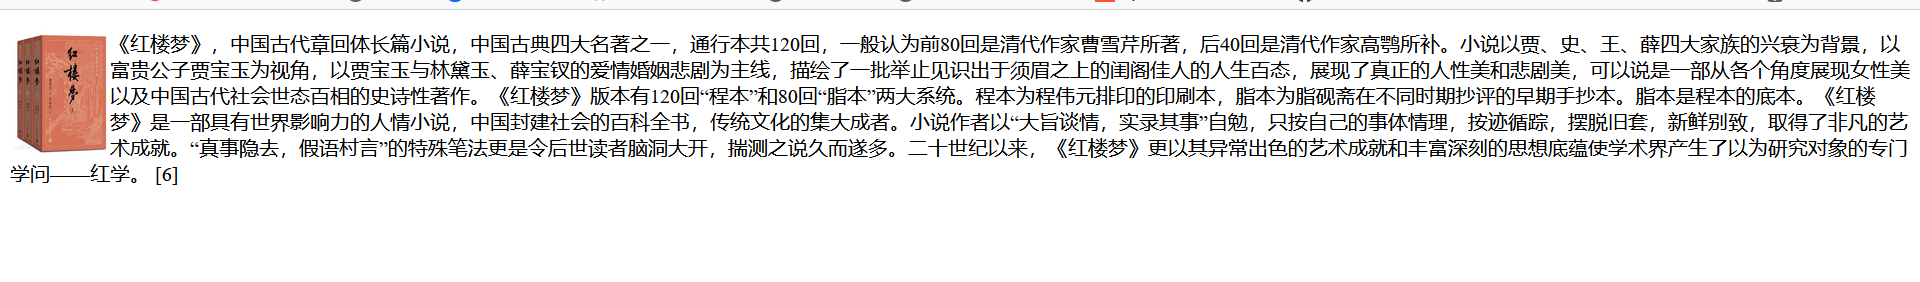 《红楼梦》，中国古代章回体长篇小说，中国古典四大名著之一，通行本共120回，一般认为前80回是清代作家曹雪芹所著，后40回是清代作家高鹗所补。小说以贾、史、王、薛四大家族的兴衰为背景，以
富贵公子贾宝玉为视角，以贾宝玉与林黛玉、薛宝钗的爱情婚姻悲剧为主线，描绘了一批举止见识出于须眉之上的闺阁佳人的人生百态，展现了真正的人性美和悲剧美，可以说是一部从各个角度展现女性美
以及中国古代社会世态百相的史诗性著作。《红楼梦》版本有120回“程本”和80回“脂本”两大系统。程本为程伟元排印的印刷本，脂本为脂砚斋在不同时期抄评的早期手抄本。脂本是程本的底本。《红楼
梦》是一部具有世界影响力的人情小说，中国封建社会的百科全书，传统文化的集大成者。小说作者以“大旨谈情，实录其事”自勉，只按自己的事体情理，按迹循踪，摆脱旧套，新鲜别致，取得了非凡的艺
术成就。“真事隐去，假语村言”的特殊笔法更是令后世读者脑洞大开，揣测之说久而遂多。二十世纪以来，《红楼梦》更以其异常出色的艺术成就和丰富深刻的思想底蕴使学术界产生了以为研究对象的专门
学问——红学。 [6]
红楼梦